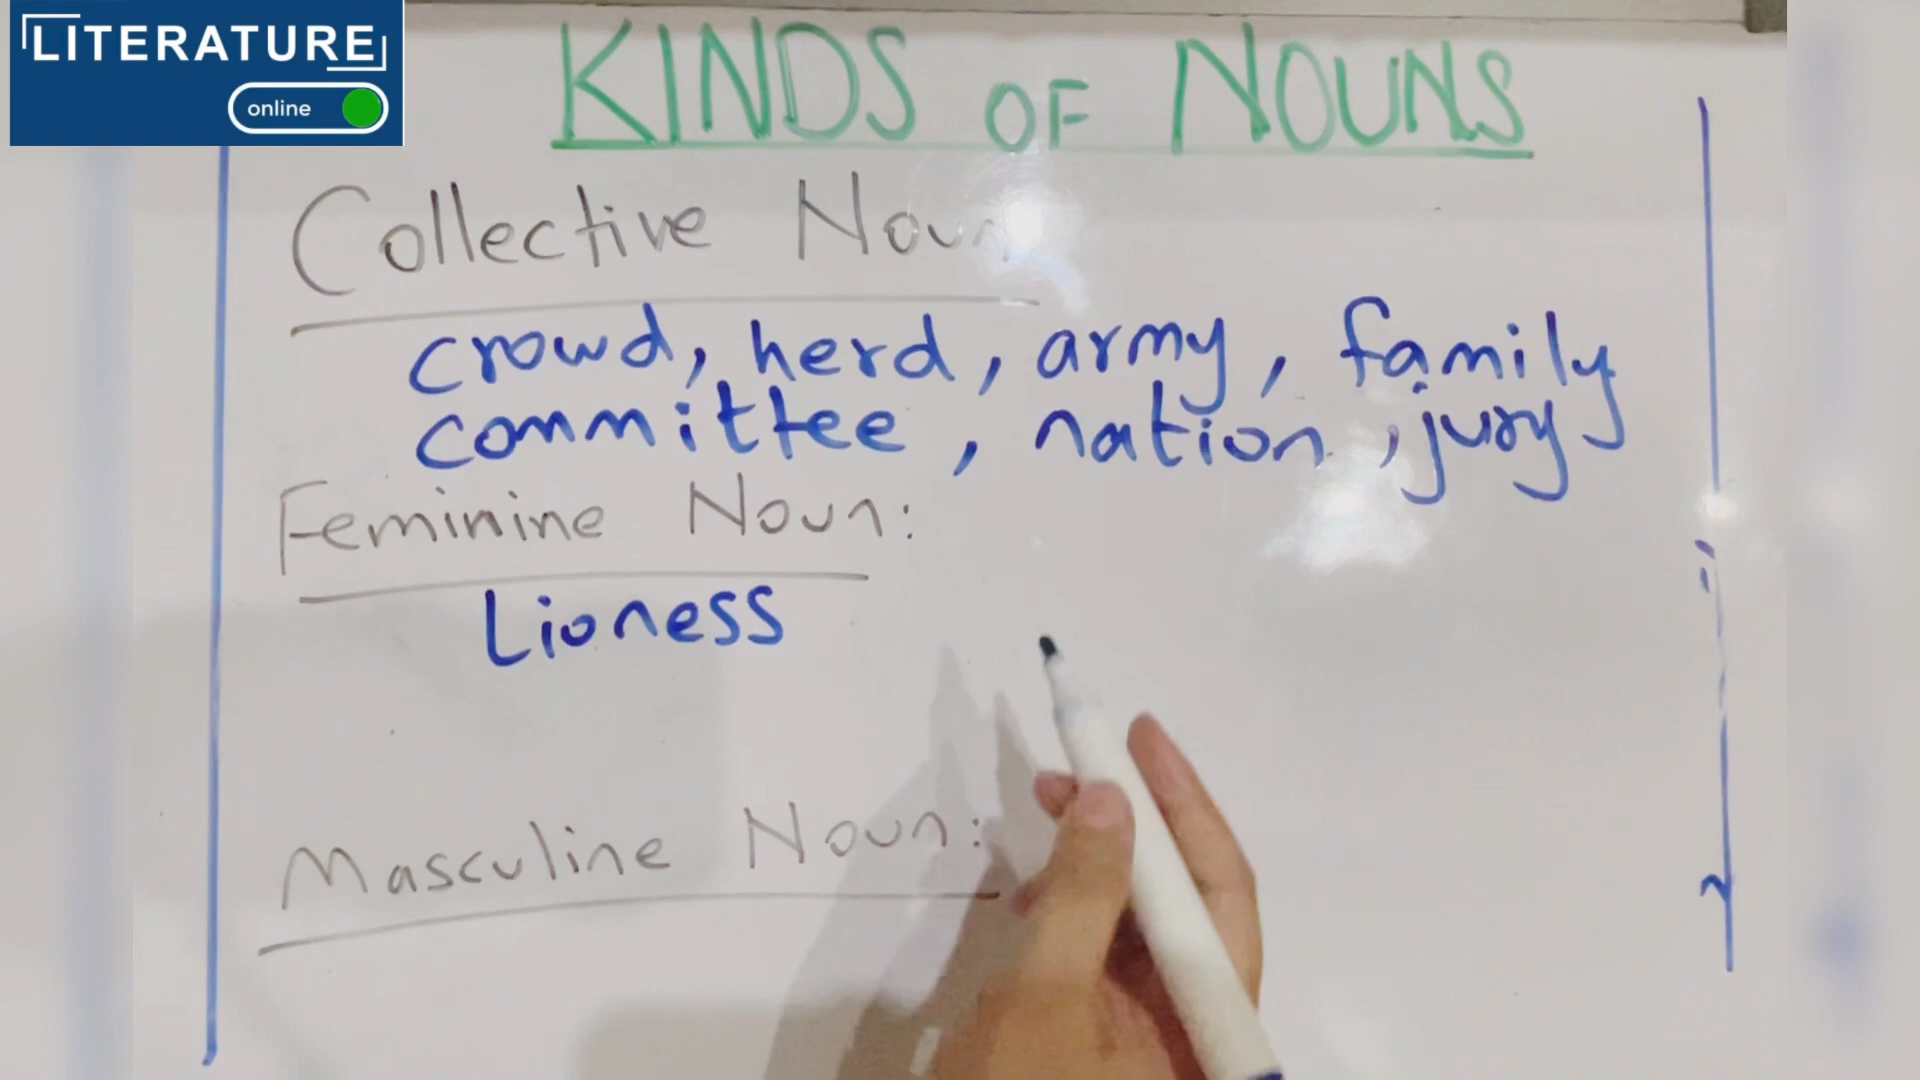 LITERATURE
online
KINDS OF NOUNS
Collective Noun
crowd, herd, army, family
committee, nation, jury
Feminine Noun:
Lioness
Masculine Noun: